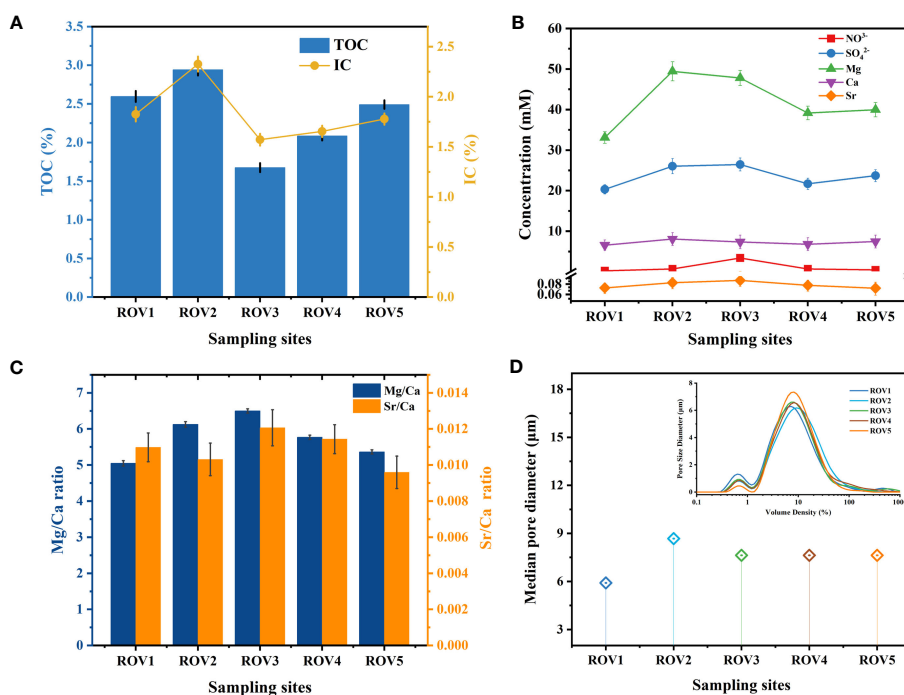 A
TOC
IC
3.5
3.0
2.5
2.0
1.5
1.0
0.5
0.0
TOC (%)
2.5
2.0
1.5
1.0
0.5
0.0
IC (%)
ROV1 ROV2 ROV3 ROV4 ROV5
Sampling sites
B
NO³⁻
SO₄²⁻
Mg
Ca
Sr
60
50
40
30
20
10
0.08
0.06
Concentration (mM)
ROV1 ROV2 ROV3 ROV4 ROV5
Sampling sites
C
Mg/Ca
Sr/Ca
7
6
5
4
3
2
1
0
Mg/Ca ratio
0.014
0.012
0.010
0.008
0.006
0.004
0.002
0.000
Sr/Ca ratio
ROV1 ROV2 ROV3 ROV4 ROV5
Sampling sites
D
18
15
12
9
6
3
Median pore diameter (μm)
8
6
4
2
0
Pore Size Diameter (μm)
ROV1
ROV2
ROV3
ROV4
ROV5
0.1 1 10 100 1000
Volume Density (%)
ROV1 ROV2 ROV3 ROV4 ROV5
Sampling sites